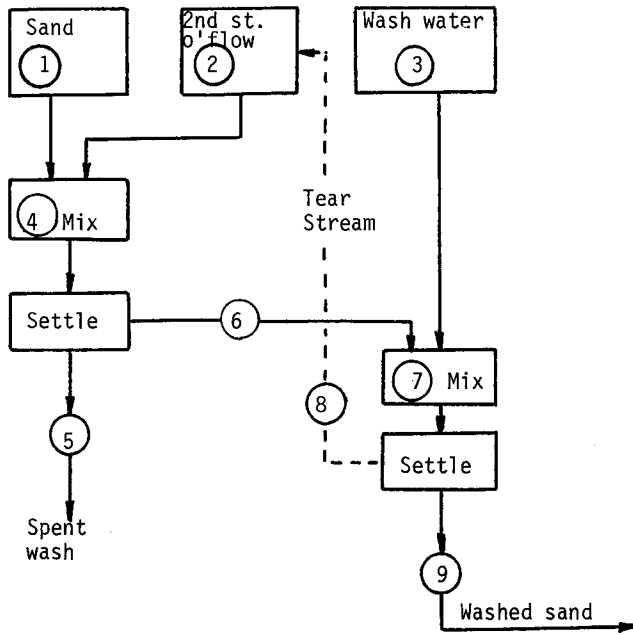 Sand
1
2nd st.
o'flow
2
Wash water
3
4 Mix
Tear
Stream
Settle
6
7 Mix
8
5
Settle
Spent
wash
9
Washed sand